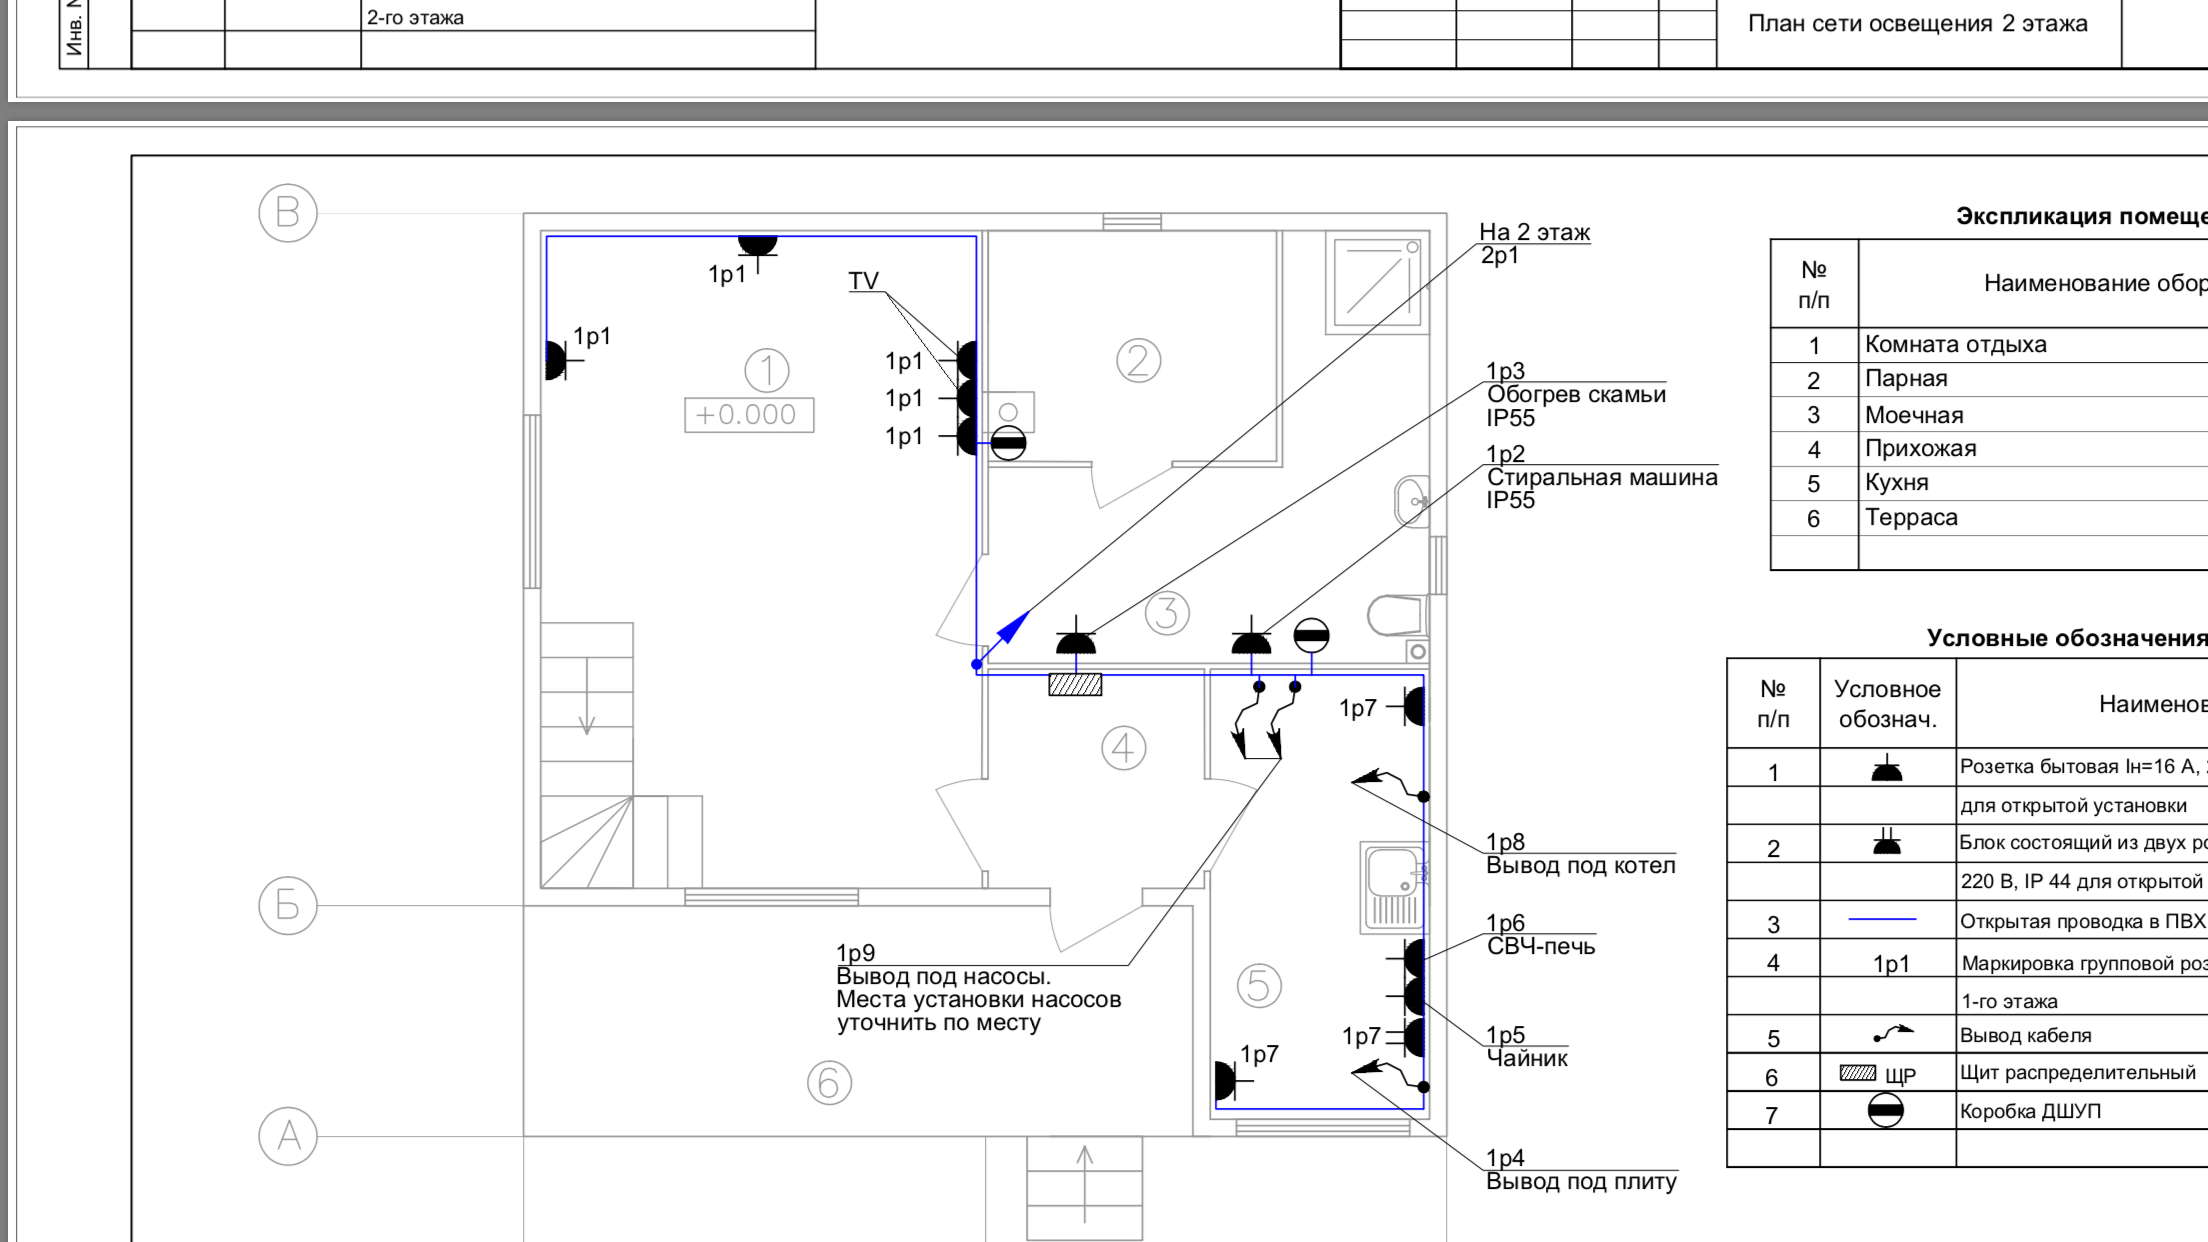 Инв. N
2-го этажа
План сети освещения 2 этажа
В
Б
А
1р1
1р1
TV
1р1
1р1
1р1
1
+0.000
2
3
4
5
6
На 2 этаж
2р1
1р3
Обогрев скамьи
IP55
1р2
Стиральная машина
IP55
1р7
1р8
Вывод под котел
1р6
СВЧ-печь
1р5
Чайник
1р7
1р7
1р4
Вывод под плиту
1р9
Вывод под насосы.
Места установки насосов
уточнить по месту
Экспликация помеще
№
п/п
Наименование обор
1 Комната отдыха
2 Парная
3 Моечная
4 Прихожая
5 Кухня
6 Терраса
Условные обозначения
№
п/п
Условное
обознач.
Наименов
1 Розетка бытовая Iн=16 А,
для открытой установки
2 Блок состоящий из двух ро
220 В, IP 44 для открытой
3 Открытая проводка в ПВХ
4 1р1 Маркировка групповой роз
1-го этажа
5 Вывод кабеля
6 ЩР Щит распределительный
7 Коробка ДШУП